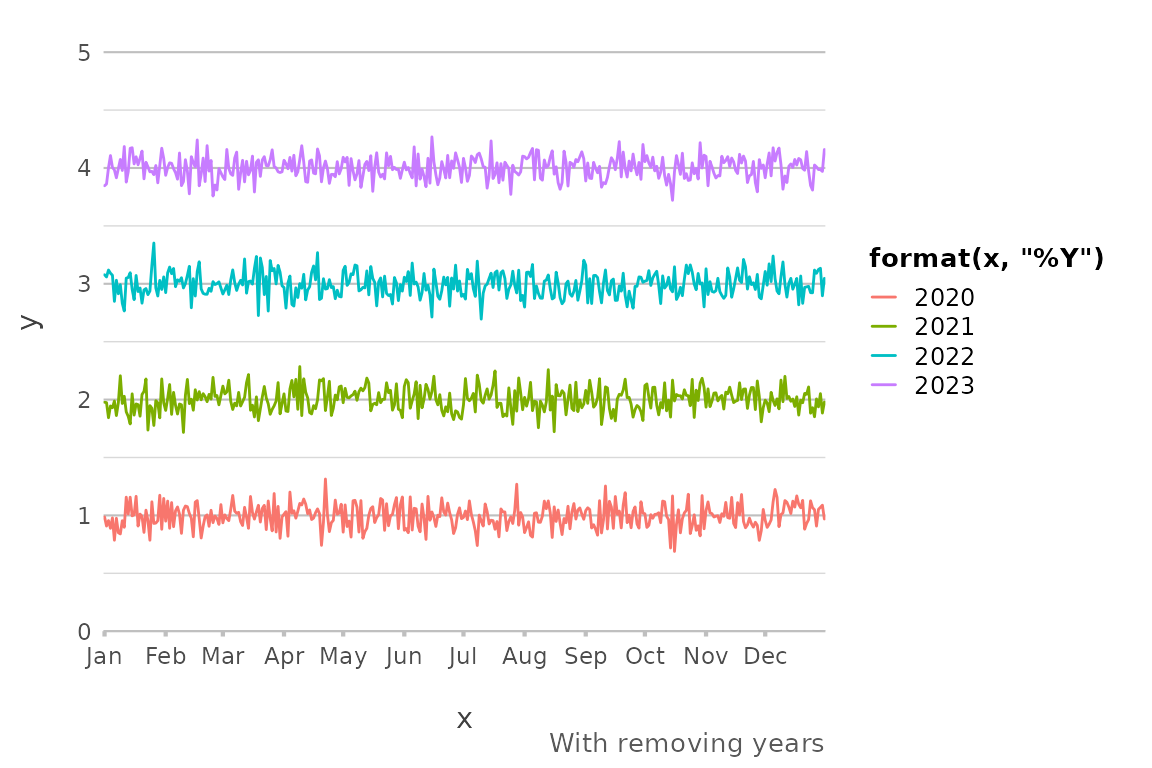 5
4
3
2
1
0
y
Jan Feb Mar Apr May Jun Jul Aug Sep Oct Nov Dec
x
With removing years
format(x, "%Y")
2020
2021
2022
2023